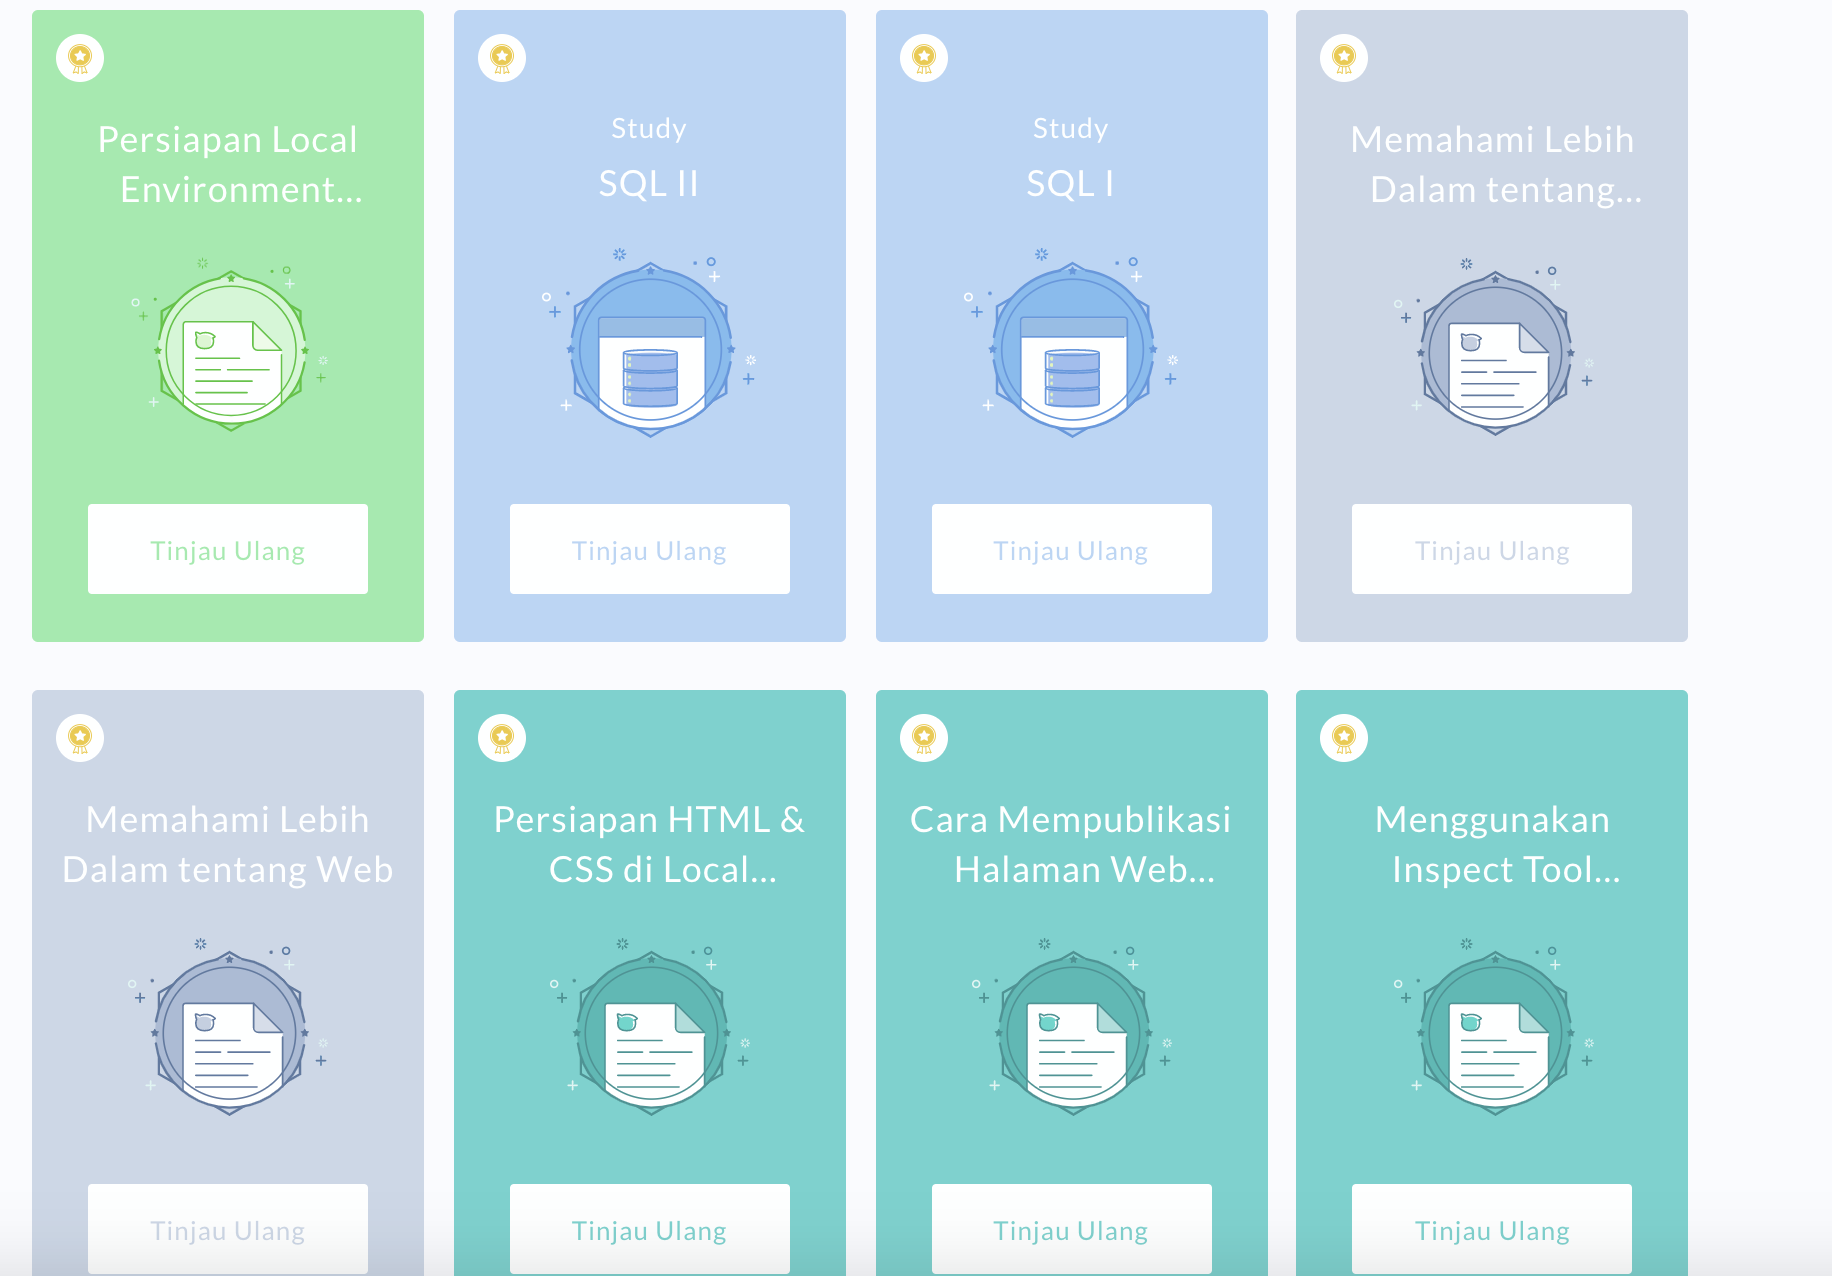 Persiapan Local
Environment...
Tinjau Ulang
Study
SQL II
Tinjau Ulang
Study
SQL I
Tinjau Ulang
Memahami Lebih
Dalam tentang...
Tinjau Ulang
Memahami Lebih
Dalam tentang Web
Tinjau Ulang
Persiapan HTML &
CSS di Local...
Tinjau Ulang
Cara Mempublikasi
Halaman Web...
Tinjau Ulang
Menggunakan
Inspect Tool...
Tinjau Ulang